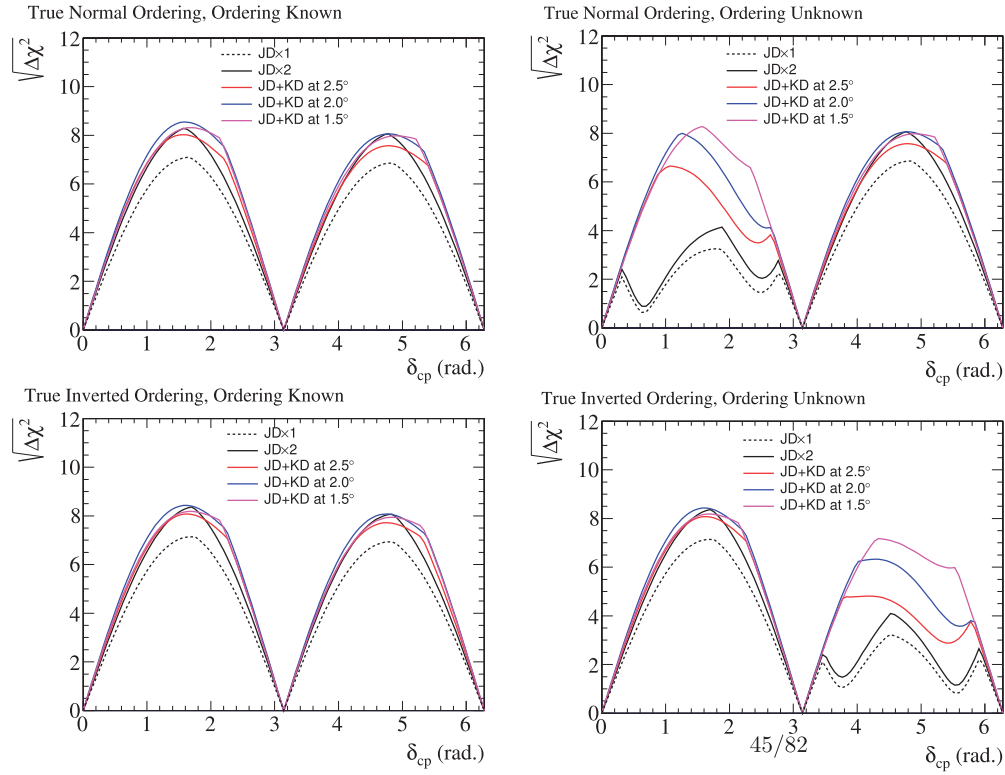 True Normal Ordering, Ordering Known
√Δχ²
12
10
8
6
4
2
0
JD×1
JD×2
JD+KD at 2.5°
JD+KD at 2.0°
JD+KD at 1.5°
0 1 2 3 4 5 6
δcp (rad.)
True Normal Ordering, Ordering Unknown
√Δχ²
12
10
8
6
4
2
0
JD×1
JD×2
JD+KD at 2.5°
JD+KD at 2.0°
JD+KD at 1.5°
0 1 2 3 4 5 6
δcp (rad.)
True Inverted Ordering, Ordering Known
√Δχ²
12
10
8
6
4
2
0
JD×1
JD×2
JD+KD at 2.5°
JD+KD at 2.0°
JD+KD at 1.5°
0 1 2 3 4 5 6
δcp (rad.)
True Inverted Ordering, Ordering Unknown
√Δχ²
12
10
8
6
4
2
0
JD×1
JD×2
JD+KD at 2.5°
JD+KD at 2.0°
JD+KD at 1.5°
0 1 2 3 4 5 6
45/82
δcp (rad.)